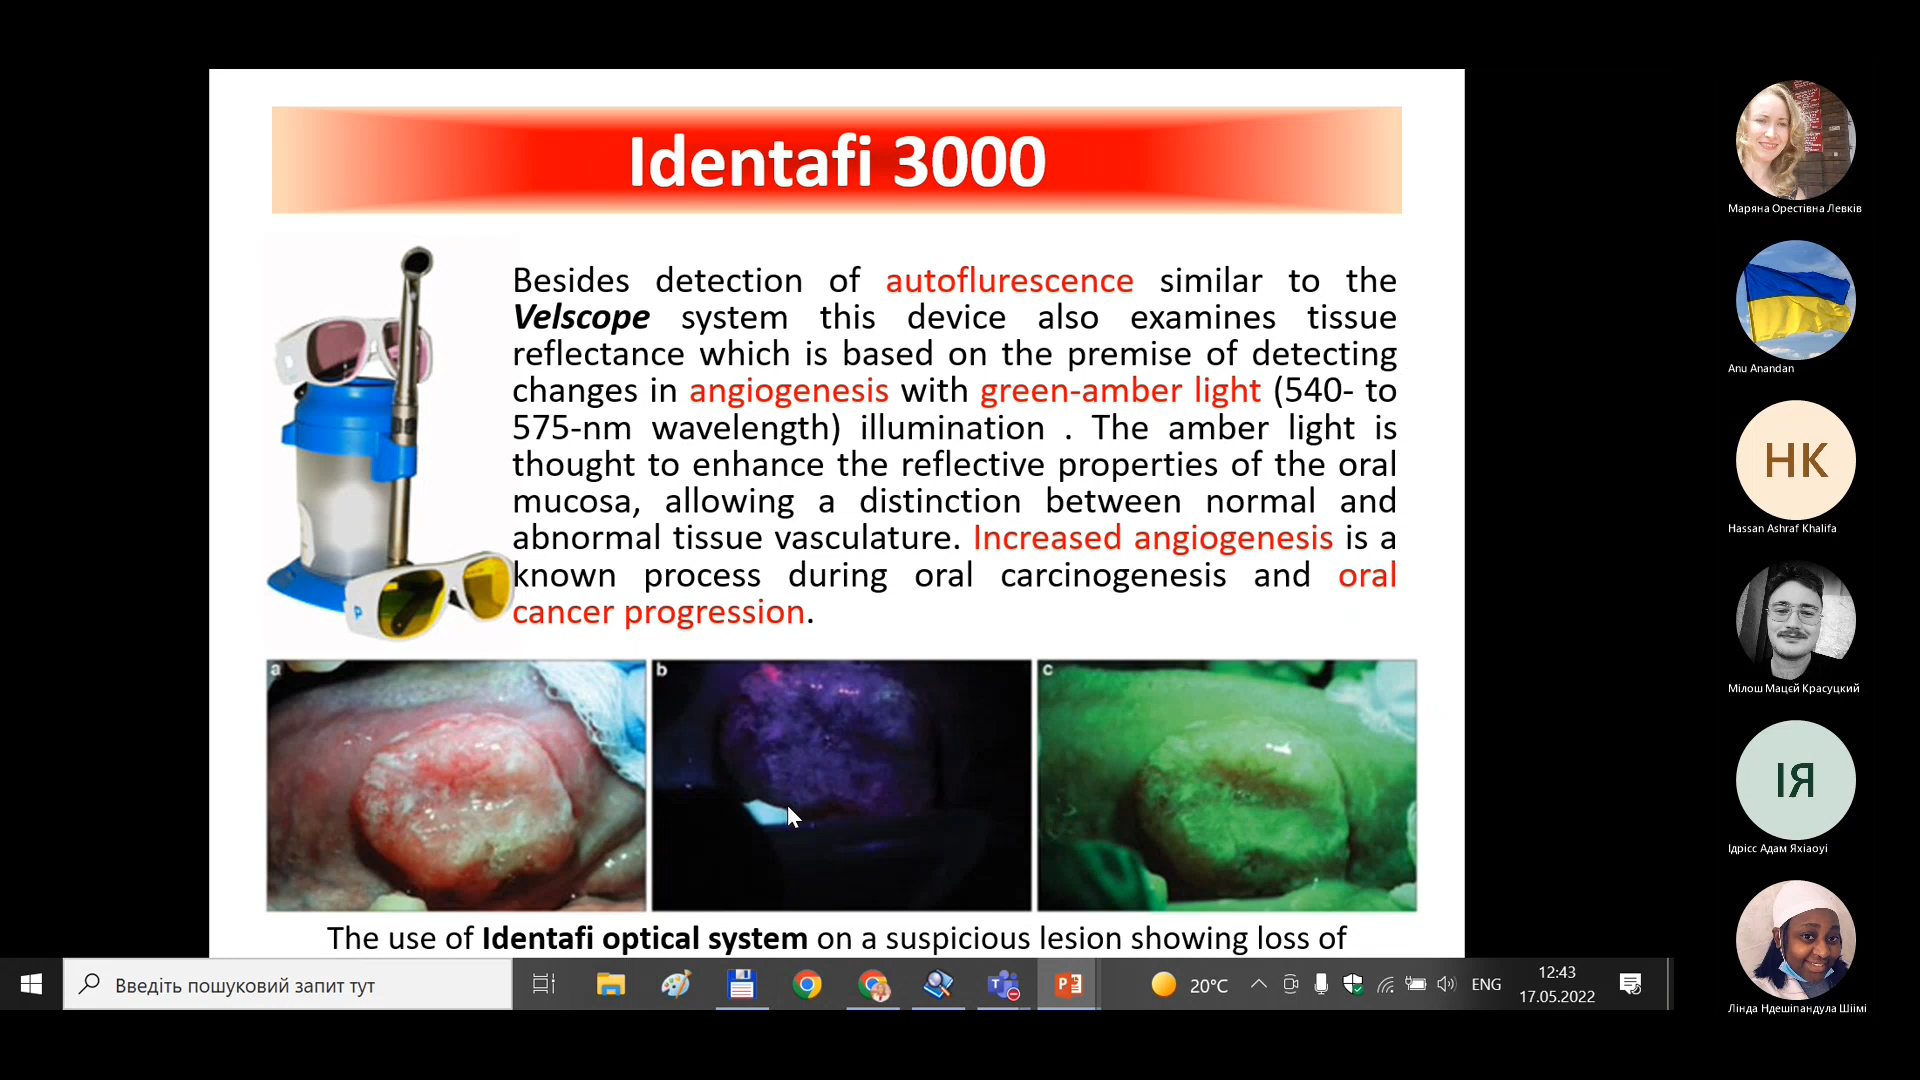 Identafi 3000
Besides detection of autoflurescence similar to the
Velscope system this device also examines tissue
reflectance which is based on the premise of detecting
changes in angiogenesis with green-amber light (540- to
575-nm wavelength) illumination . The amber light is
thought to enhance the reflective properties of the oral
mucosa, allowing a distinction between normal and
abnormal tissue vasculature. Increased angiogenesis is a
known process during oral carcinogenesis and oral
cancer progression.
a
b
c
The use of Identafi optical system on a suspicious lesion showing loss of
Маряна Орестівна Левків
Anu Anandan
НК
Hassan Ashraf Khalifa
Мілош Мацєй Красуцкий
ІЯ
Ідрісс Адам Яхіаоуі
Лінда Ндешіпандула Шіімі
Введіть пошуковий запит тут
20°C
ENG
12:43
17.05.2022